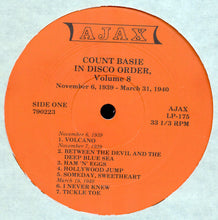 AJAX
COUNT BASIE
IN DISCO ORDER,
Volume 8
November 6, 1939 - March 31, 1940
SIDE ONE
790223
AJAX
LP-175
33 1/3 RPM
November 6, 1939
1. VOLCANO
November 7, 1939
2. BETWEEN THE DEVIL AND THE
DEEP BLUE SEA
3. HAM 'N' EGGS
4. HOLLYWOOD JUMP
5. SOMEDAY, SWEETHEART
March 19, 1940
6. I NEVER KNEW
7. TICKLE TOE